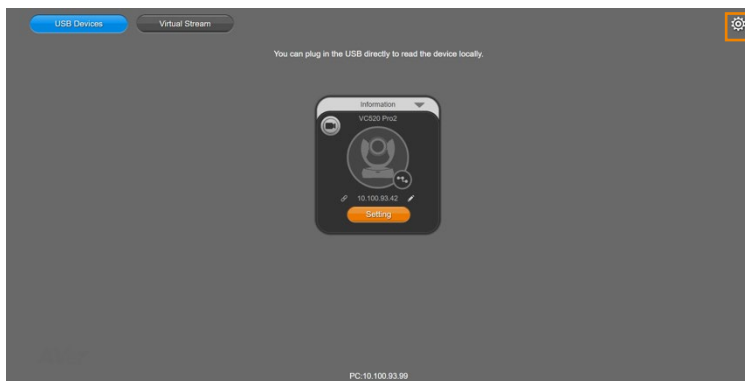 USB Devices
Virtual Stream
You can plug in the USB directly to read the device locally.
Information
VC520 Pro2
10.100.93.42
Setting
PC:10.100.93.99